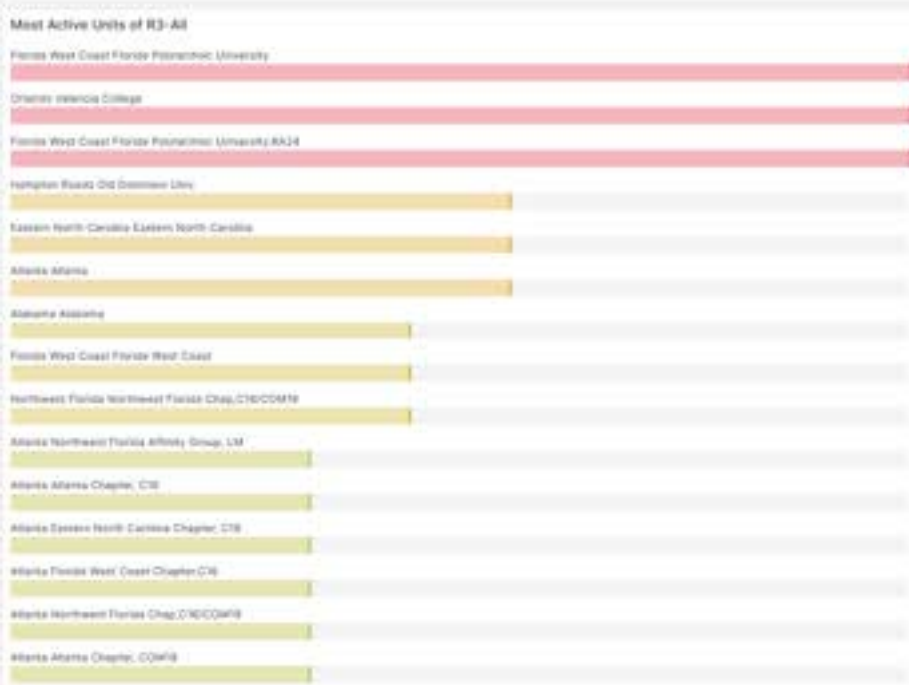 Most Active Units of R3-All
Florida West Coast Florida Polytechnic University
Orlando Valencia College
Florida West Coast Florida Polytechnic University,RA24
Hampton Roads Old Dominion Univ
Eastern North Carolina Eastern North Carolina
Atlanta Atlanta
Alabama Alabama
Florida West Coast Florida West Coast
Northwest Florida Northwest Florida Chap,C16/COM19
Atlanta Northwest Florida Affinity Group, LM
Atlanta Atlanta Chapter, C16
Atlanta Eastern North Carolina Chapter, C16
Atlanta Florida West Coast Chapter,C16
Atlanta Northwest Florida Chap,C16/COM19
Atlanta Atlanta Chapter, COM19